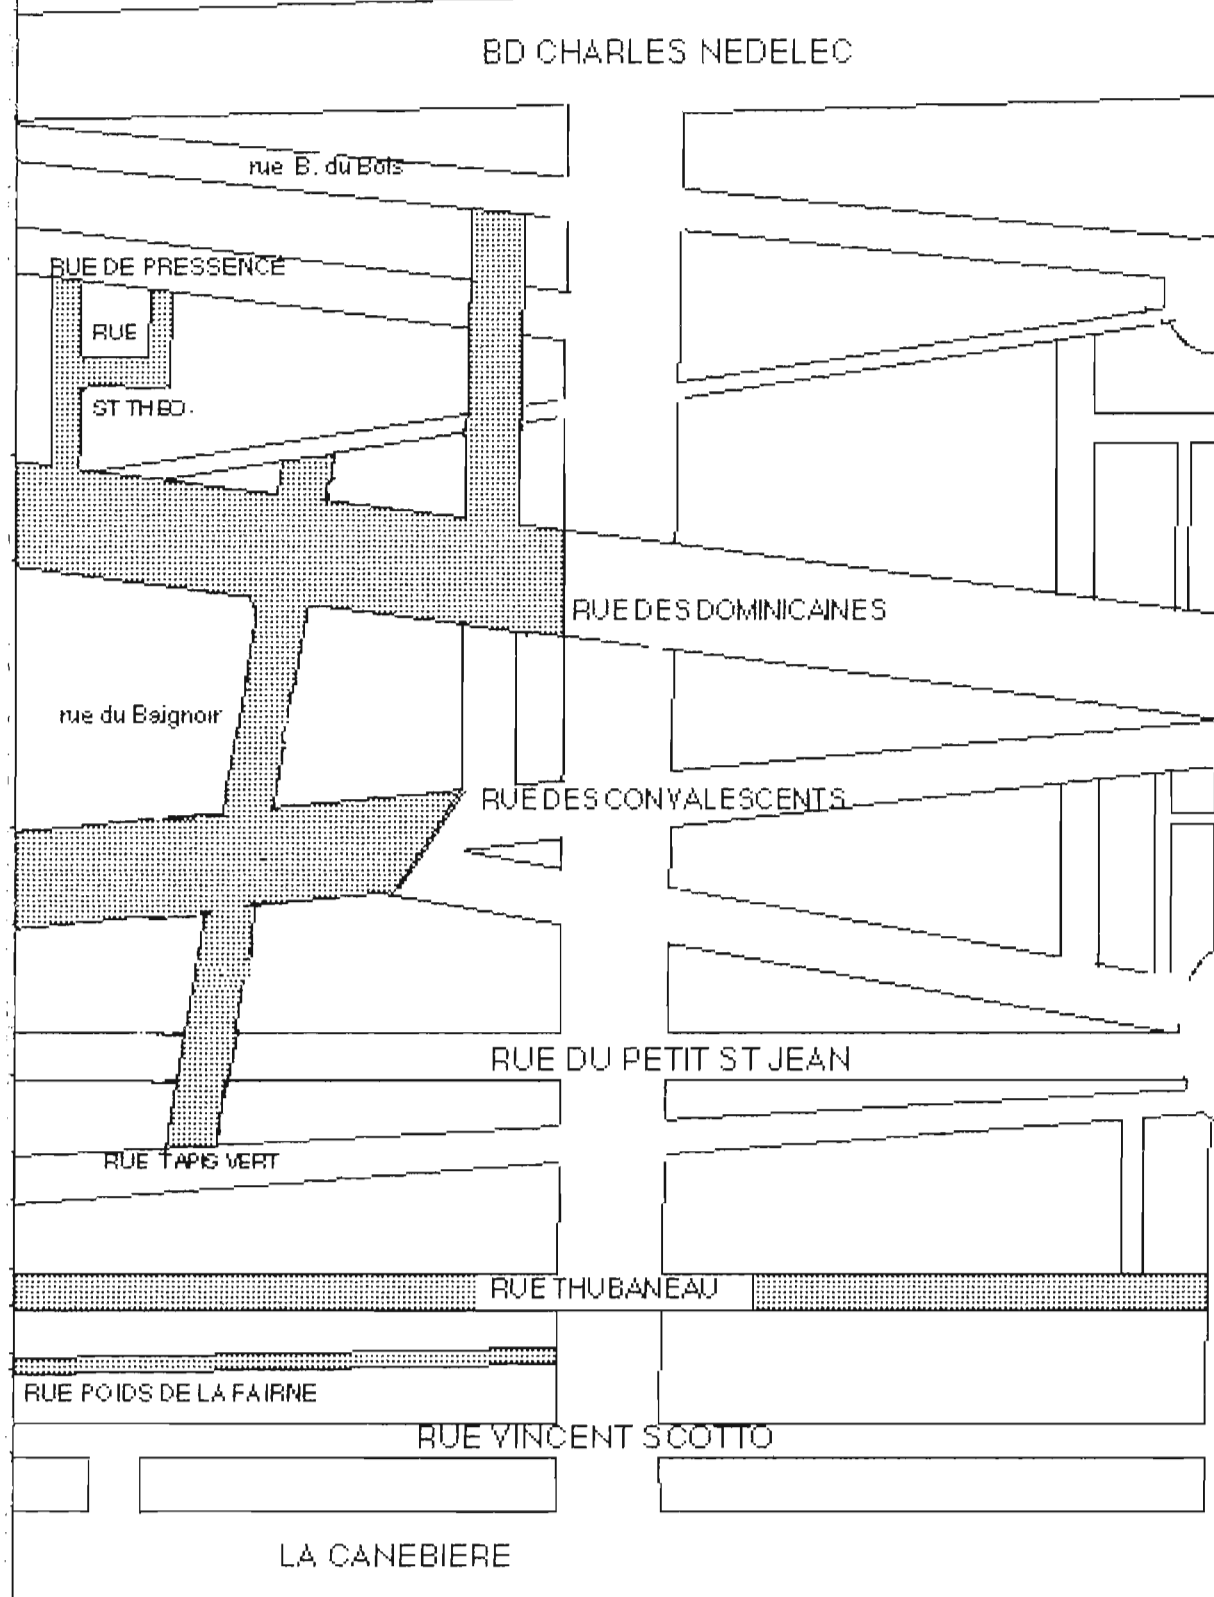 BD CHARLES NEDELEC
rue B. du Bois
RUE DE PRESSENCÉ
RUE
ST THEO.
RUE DES DOMINICAINES
rue du Baignoir
RUE DES CONVALESCENTS
RUE DU PETIT ST JEAN
RUE TAPIS VERT
RUE THUBANEAU
RUE POIDS DE LA FAIRNE
RUE VINCENT SCOTTO
LA CANEBIERE